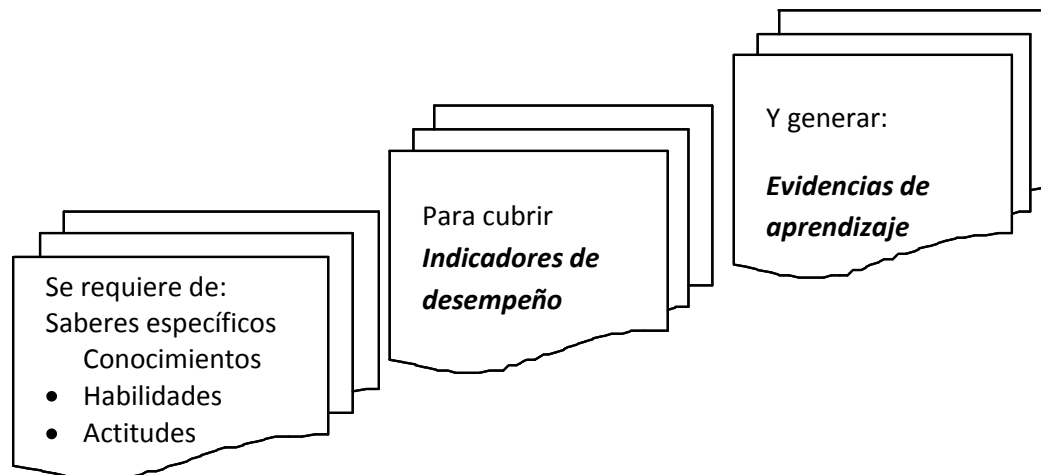 Se requiere de:
Saberes específicos
Conocimientos
• Habilidades
• Actitudes
Para cubrir
Indicadores de
desempeño
Y generar:
Evidencias de
aprendizaje